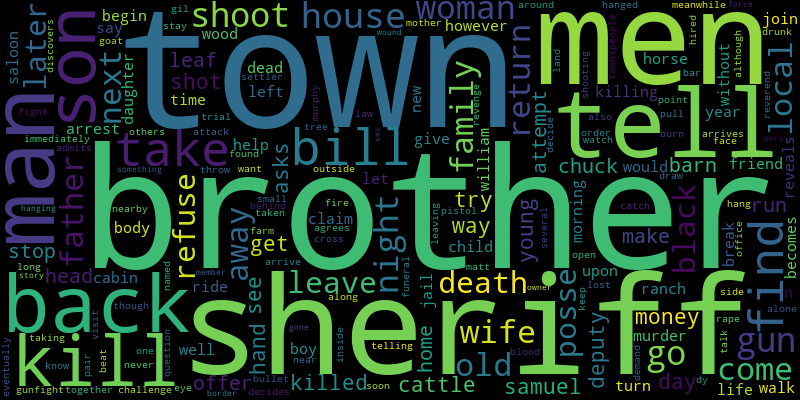 town
men
brother
sheriff
tell
back
kill
man
son
take
bill
find
night
father
house
woman
shoot
later
next
return
family
local
death
wife
old
go
gun
come
posse
black
leave
refuse
get
away
hand
see
try
way
young
chuck
barn
friend
run
money
day
cattle
samuel
deputy
home
offer
killed
head
stop
body
cabin
ride
well
boy
jail
ranch
murder
turn
life
walk
make
upon
would
break
becomes
reveals
join
begin
say
wood
leaf
shot
time
dead
left
daughter
saloon
arrest
help
asks
give
new
however
horse
killing
without
year
attempt
william
child
morning
claim
let
fire
agrees
cross
farm
small
behind
taken
found
want
throw
outside
tree
set
law
murphy
trial
attack
settler
gil
stay
goat
mother
wound
around
hanged
meanwhile
force
hired
drunk
bar
although
townspeople
shooting
land
point
pull
also
order
watch
burn
arrives
face
reverend
decide
draw
revenge
pistol
leaving
several
catch
hang
office
side
rape
talk
alone
open
lost
keep
demand
owner
matt
funeral
along
telling
blood
soon
near
inside
gone
decides
border
bullet
eye
question
member
named
arrive
something
nearby
though
long
story
taking
visit
know
pair
beat
one
never
gunfight
together
challenge
eventually
hanging
admits
immediately
others
fight
discovers
dy
n